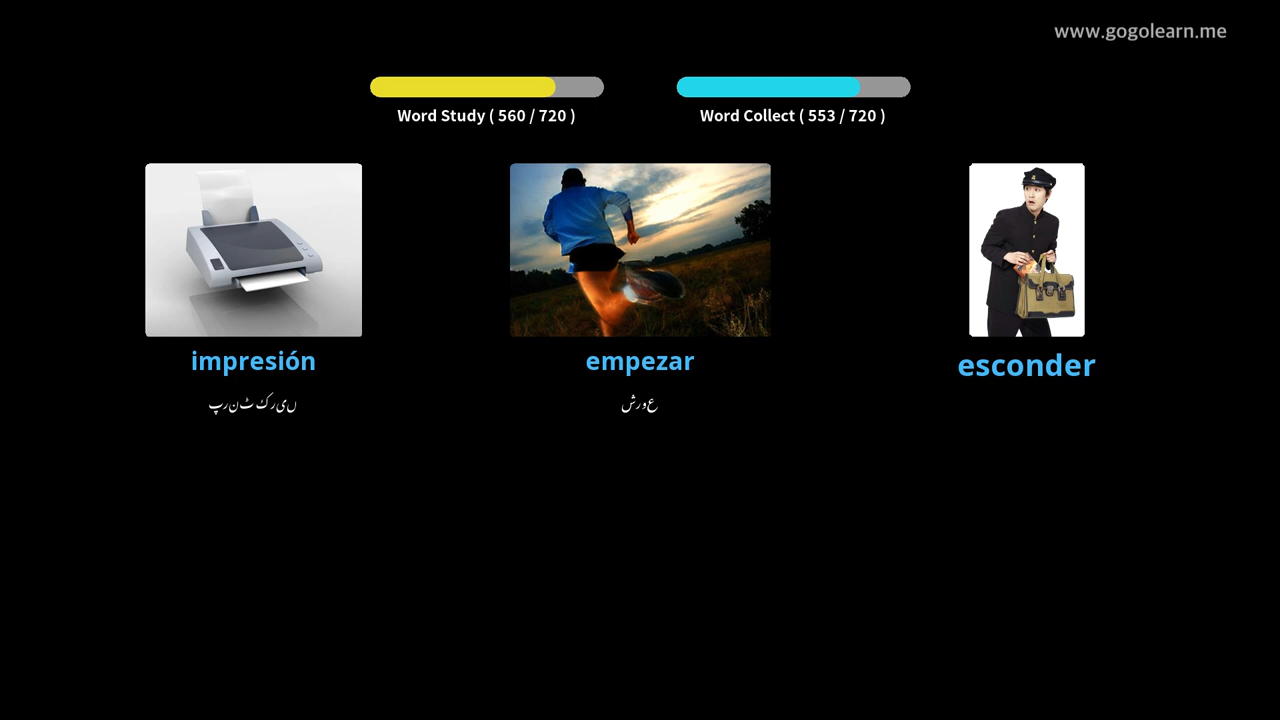 www.gogolearn.me
Word Study ( 560 / 720 )
Word Collect ( 553 / 720 )
impresión
empezar
esconder
پرنٹ کریں
شروع